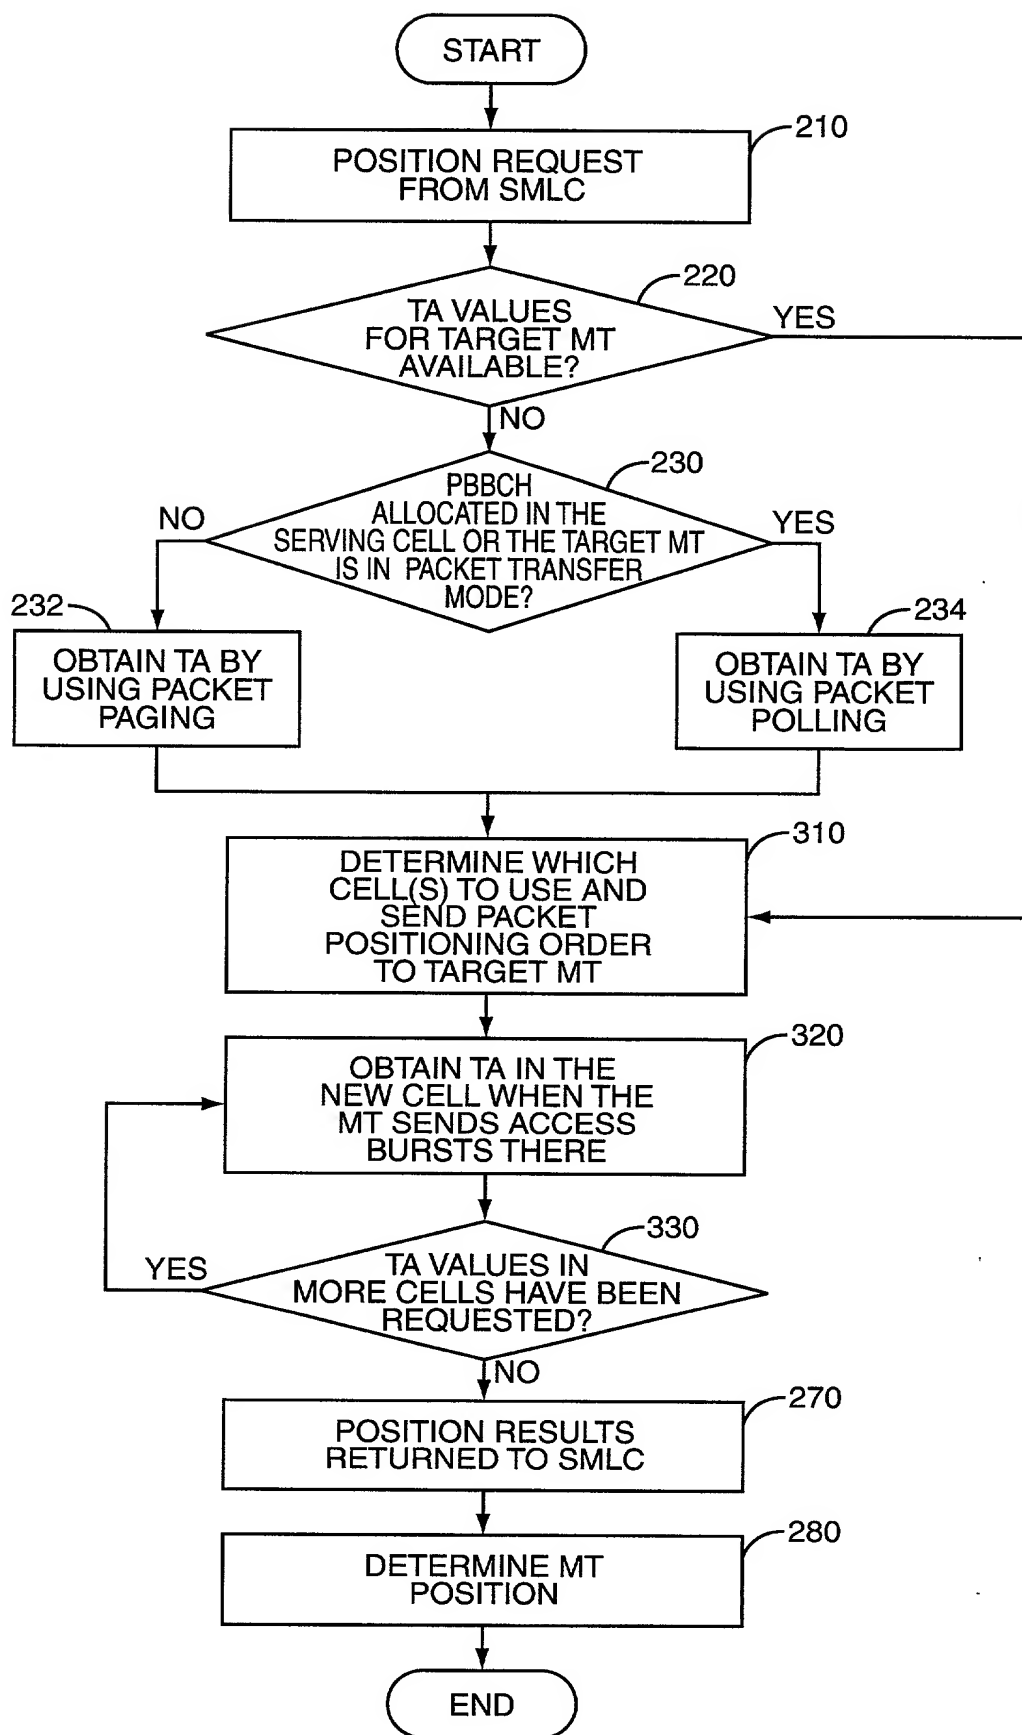 START
210
POSITION REQUEST
FROM SMLC
220
TA VALUES
FOR TARGET MT
AVAILABLE?
YES
NO
230
PBBCH
ALLOCATED IN THE
SERVING CELL OR THE TARGET MT
IS IN PACKET TRANSFER
MODE?
NO
YES
232
OBTAIN TA BY
USING PACKET
PAGING
234
OBTAIN TA BY
USING PACKET
POLLING
310
DETERMINE WHICH
CELL(S) TO USE AND
SEND PACKET
POSITIONING ORDER
TO TARGET MT
320
OBTAIN TA IN THE
NEW CELL WHEN THE
MT SENDS ACCESS
BURSTS THERE
330
TA VALUES IN
MORE CELLS HAVE BEEN
REQUESTED?
YES
NO
270
POSITION RESULTS
RETURNED TO SMLC
280
DETERMINE MT
POSITION
END